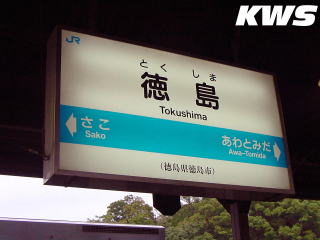 KWS
JR
とくしま
徳島
Tokushima
さこ
Sako
あわとみだ
Awa-Tomida
(徳島県徳島市)